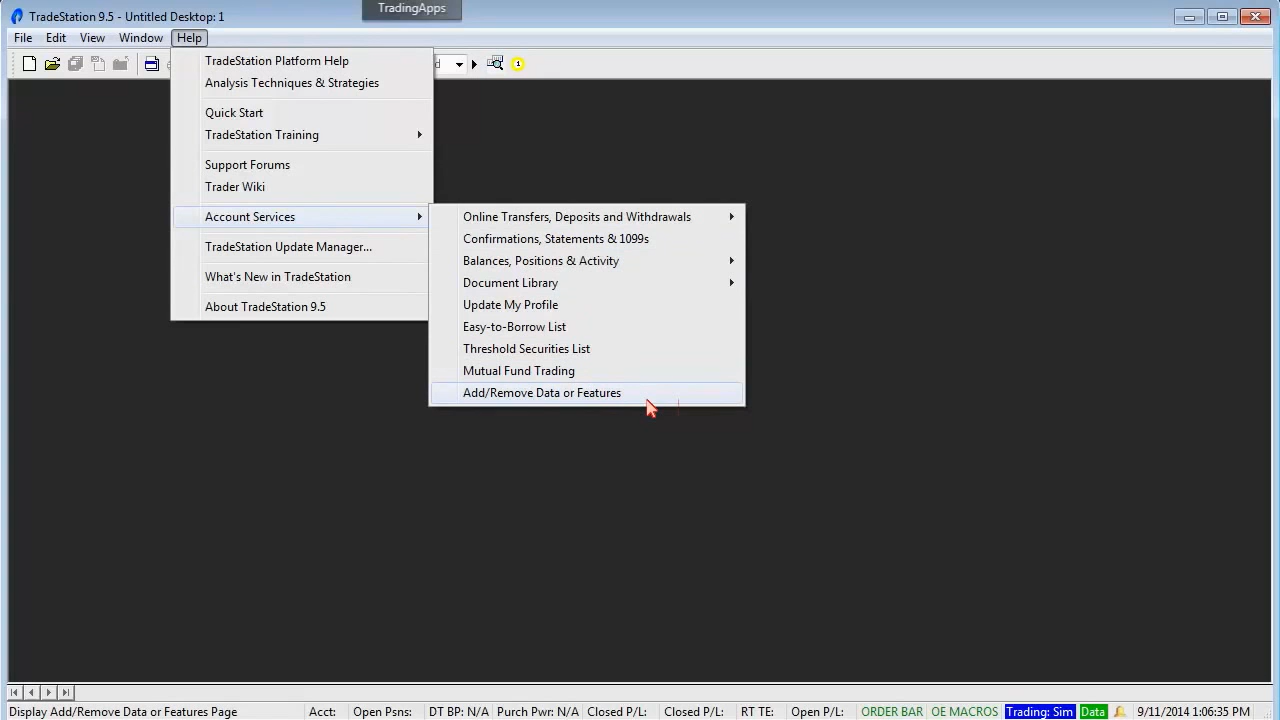 TradeStation 9.5 - Untitled Desktop: 1
TradingApps
File Edit View Window Help
1
TradeStation Platform Help
Analysis Techniques & Strategies
Quick Start
TradeStation Training
Support Forums
Trader Wiki
Account Services
TradeStation Update Manager...
What's New in TradeStation
About TradeStation 9.5
Online Transfers, Deposits and Withdrawals
Confirmations, Statements & 1099s
Balances, Positions & Activity
Document Library
Update My Profile
Easy-to-Borrow List
Threshold Securities List
Mutual Fund Trading
Add/Remove Data or Features
Display Add/Remove Data or Features Page Acct: Open Psns: DT BP: N/A Purch Pwr: N/A Closed P/L: Closed P/L: RT TE: Open P/L: ORDER BAR OE MACROS Trading: Sim Data 9/11/2014 1:06:35 PM